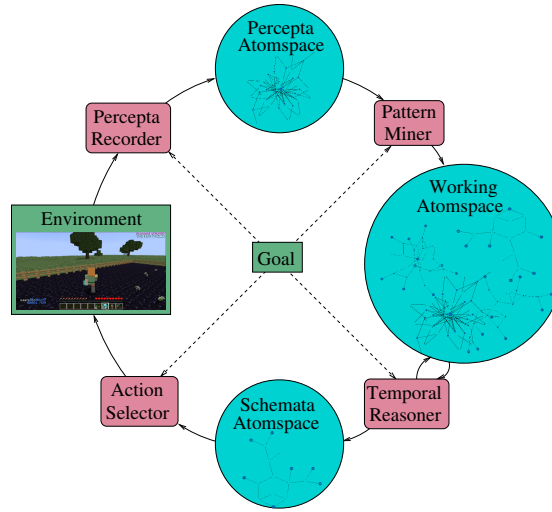 Percepta
Atomspace
Percepta
Recorder
Pattern
Miner
Environment
Working
Atomspace
Goal
Action
Selector
Schemata
Atomspace
Temporal
Reasoner